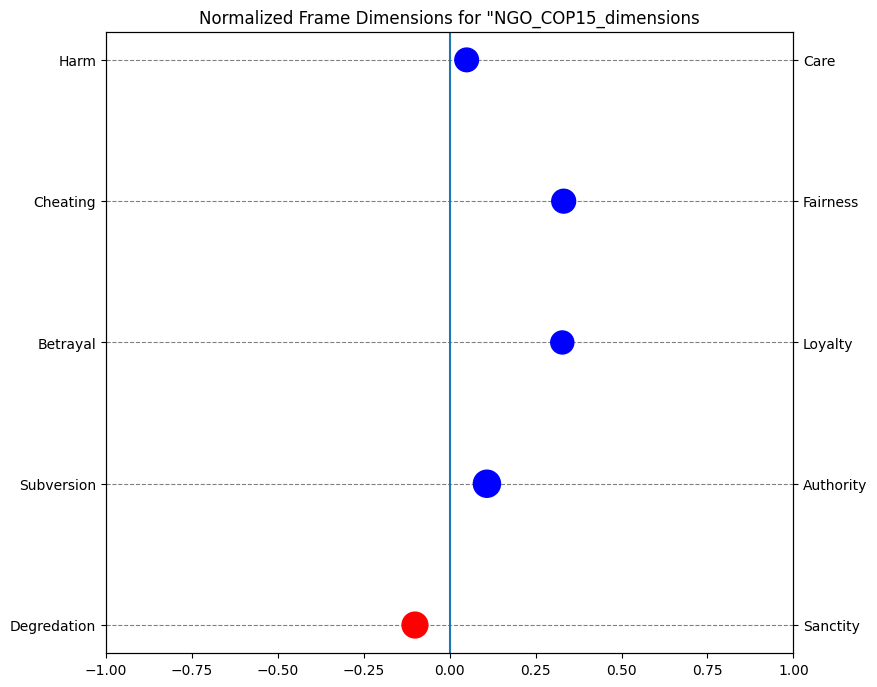 Normalized Frame Dimensions for "NGO_COP15_dimensions
Harm Care
Cheating Fairness
Betrayal Loyalty
Subversion Authority
Degredation Sanctity
−1.00 −0.75 −0.50 −0.25 0.00 0.25 0.50 0.75 1.00